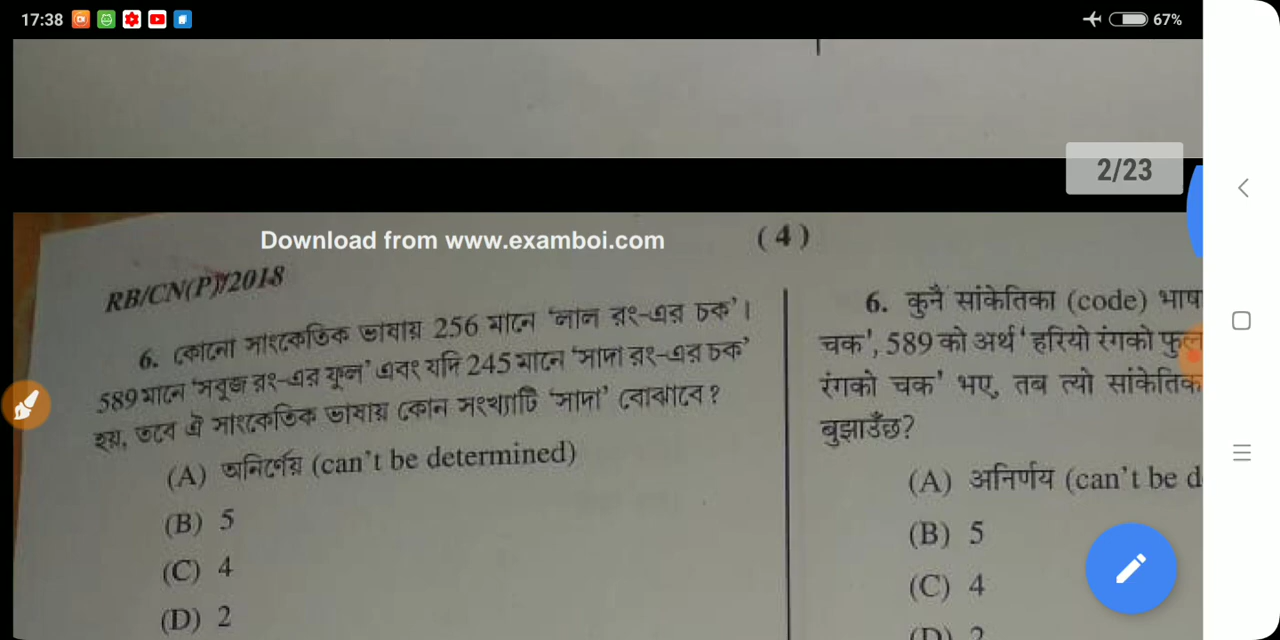 17:38
67%
2/23
Download from www.examboi.com
(4)
RB/CN(P)/2018
6. কোনো সাংকেতিক ভাষায় 256 মানে 'লাল রং-এর চক'।
589 মানে 'সবুজ রং-এর ফুল' এবং যদি 245 মানে 'সাদা রং-এর চক'
হয়, তবে ঐ সাংকেতিক ভাষায় কোন সংখ্যাটি 'সাদা' বোঝাবে?
(A) অনির্ণেয় (can't be determined)
(B) 5
(C) 4
(D) 2
6. कुनै सांकेतिका (code) भाष
चक', 589 को अर्थ 'हरियो रंगको फुल
रंगको चक' भए, तब त्यो सांकेतिक
बुझाउँछ?
(A) अनिर्णय (can't be d
(B) 5
(C) 4
(D) 2